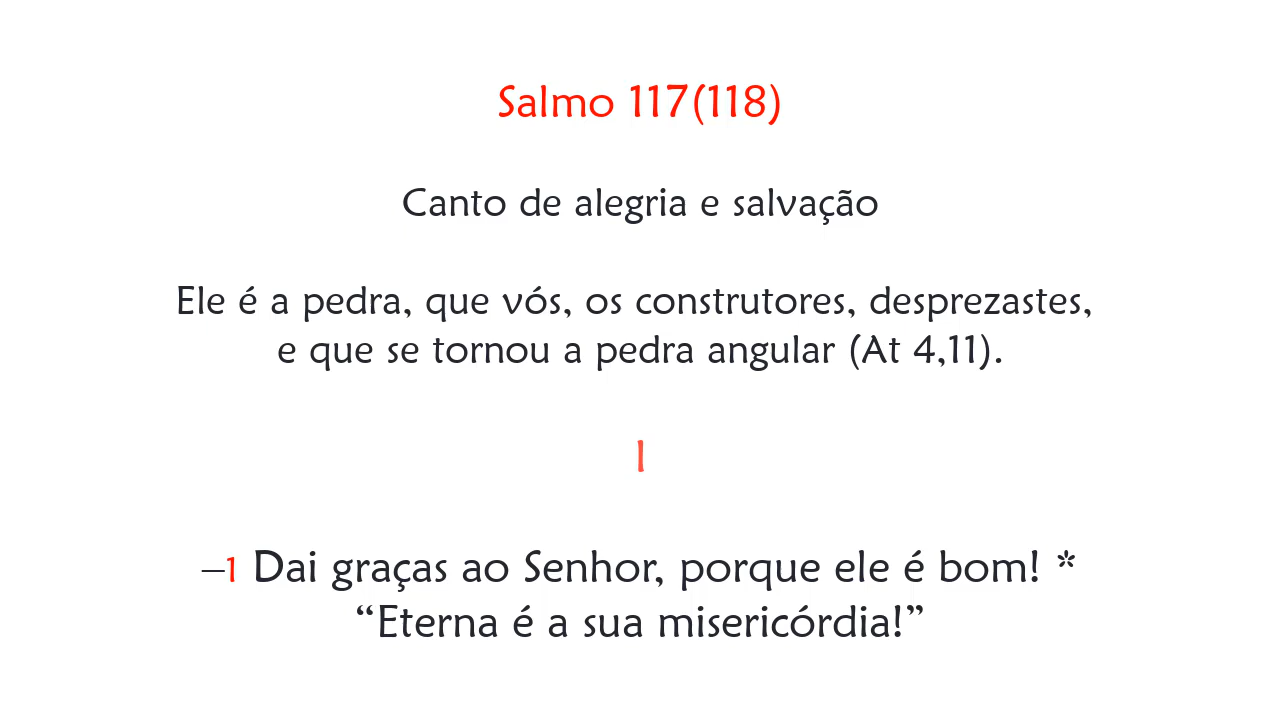 Salmo 117(118)
Canto de alegria e salvação
Ele é a pedra, que vós, os construtores, desprezastes,
e que se tornou a pedra angular (At 4,11).
I
–1 Dai graças ao Senhor, porque ele é bom! *
“Eterna é a sua misericórdia!”